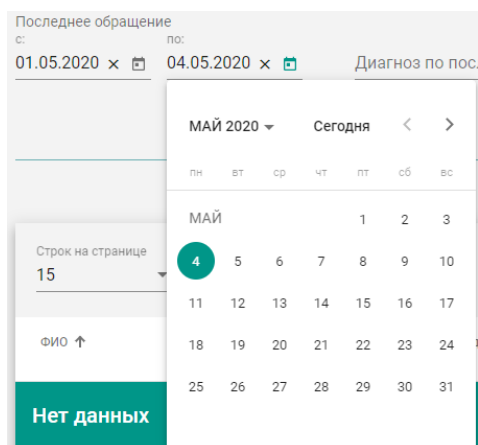 Последнее обращение
с:
по:
01.05.2020
04.05.2020
Диагноз по пос
МАЙ 2020
Сегодня
пн вт ср чт пт сб вс
МАЙ 1 2 3
4 5 6 7 8 9 10
11 12 13 14 15 16 17
18 19 20 21 22 23 24
25 26 27 28 29 30 31
Строк на странице
15
ФИО
Нет данных